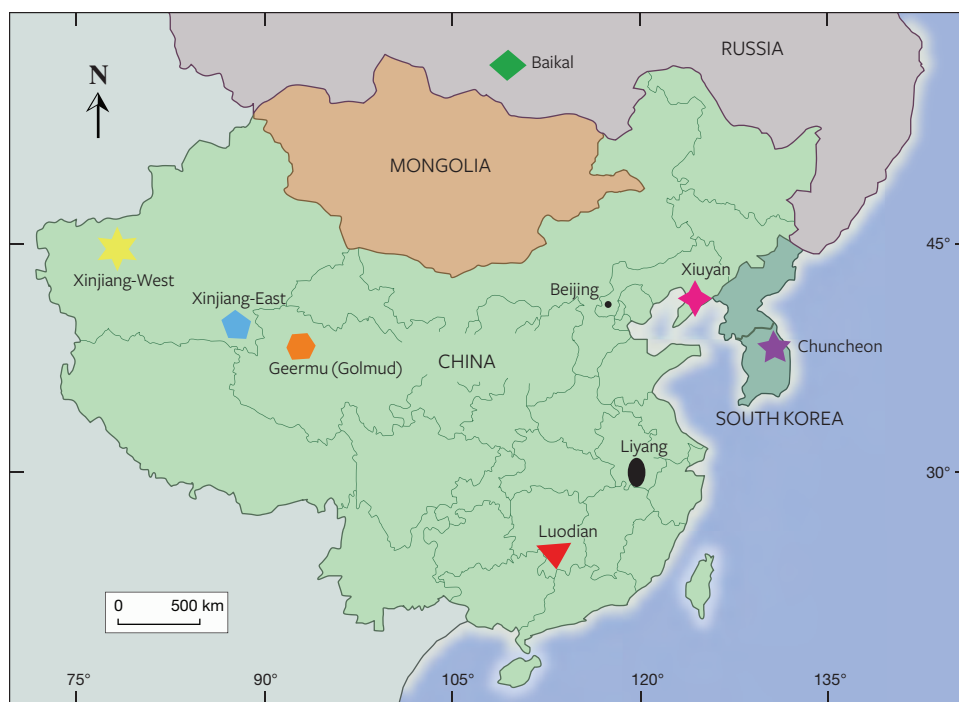 RUSSIA
Baikal
N
MONGOLIA
45°
Xiuyan
Xinjiang-West
Beijing
Xinjiang-East
Chuncheon
CHINA
Geermu (Golmud)
SOUTH KOREA
Liyang
30°
Luodian
0 500 km
75° 90° 105° 120° 135°